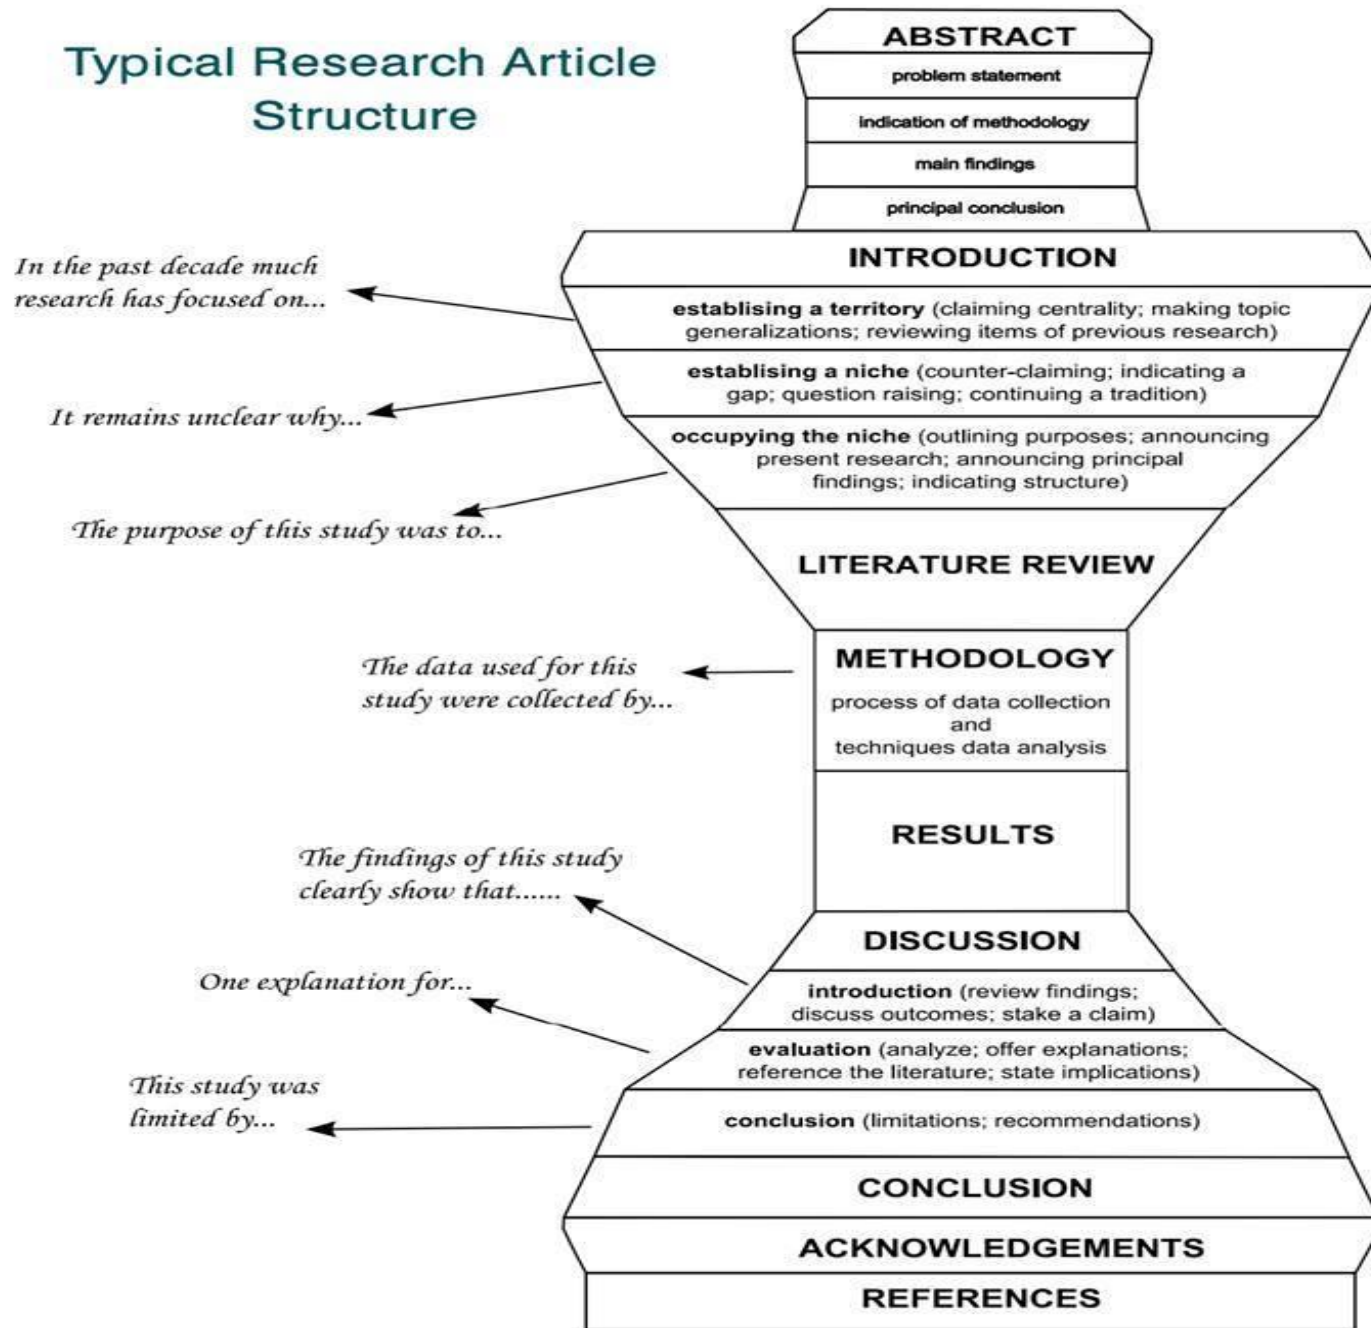 Typical Research Article
Structure
ABSTRACT
problem statement
indication of methodology
main findings
principal conclusion
INTRODUCTION
In the past decade much
research has focused on...
establising a territory (claiming centrality; making topic
generalizations; reviewing items of previous research)
establising a niche (counter-claiming; indicating a
gap; question raising; continuing a tradition)
It remains unclear why...
occupying the niche (outlining purposes; announcing
present research; announcing principal
findings; indicating structure)
The purpose of this study was to...
LITERATURE REVIEW
METHODOLOGY
The data used for this
study were collected by...
process of data collection
and
techniques data analysis
RESULTS
The findings of this study
clearly show that......
DISCUSSION
introduction (review findings;
discuss outcomes; stake a claim)
One explanation for...
evaluation (analyze; offer explanations;
reference the literature; state implications)
This study was
limited by...
conclusion (limitations; recommendations)
CONCLUSION
ACKNOWLEDGEMENTS
REFERENCES